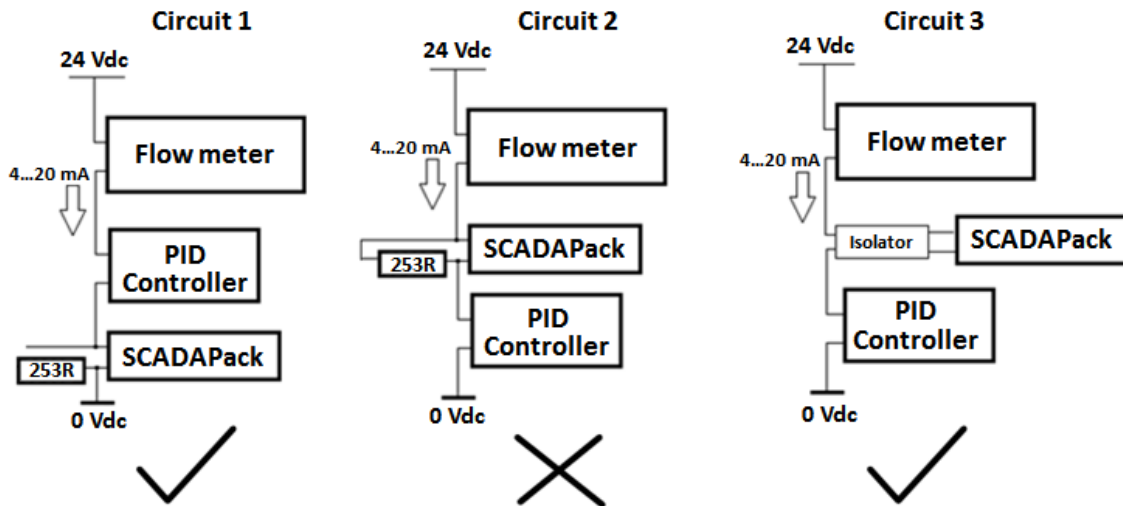 Circuit 1
24 Vdc
Flow meter
4...20 mA
PID
Controller
SCADAPack
253R
0 Vdc
Circuit 2
24 Vdc
Flow meter
4...20 mA
SCADAPack
253R
PID
Controller
0 Vdc
Circuit 3
24 Vdc
Flow meter
4...20 mA
Isolator
SCADAPack
PID
Controller
0 Vdc